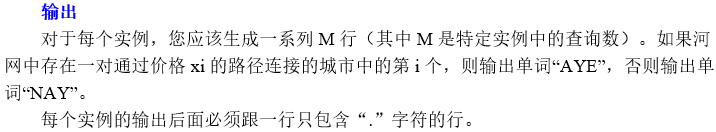 输出
对于每个实例，您应该生成一系列 M 行（其中 M 是特定实例中的查询数）。如果河
网中存在一对通过价格 xi 的路径连接的城市中的第 i 个，则输出单词“AYE”，否则输出单
词“NAY”。
每个实例的输出后面必须跟一行只包含“.”字符的行。